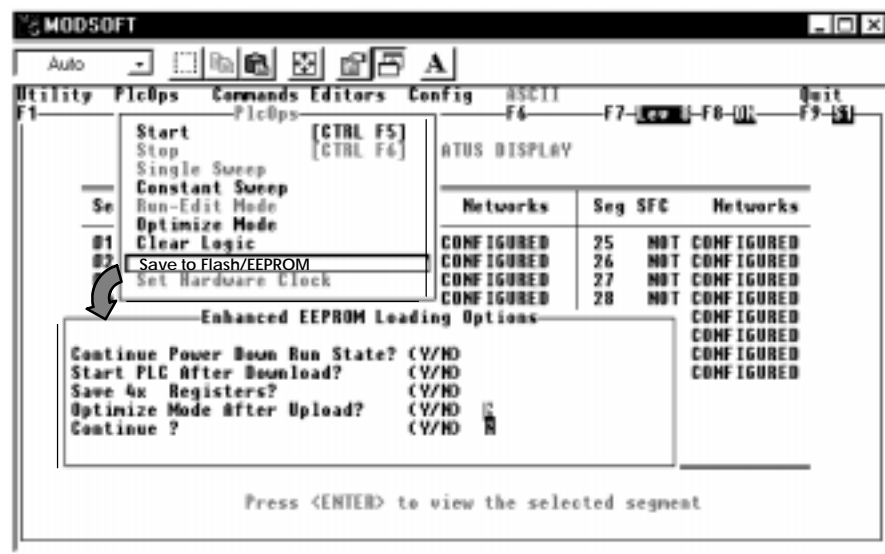 MODSOFT
Auto
A
Utility PlcOps Commands Editors Config ASCII Quit
F1 PlcOps F6 F7-Lev 8-F8-ON F9
Start [CTRL F5]
Stop [CTRL F6]
ATUS DISPLAY
Single Sweep
Constant Sweep
Se Run-Edit Mode Networks Seg SFC Networks
Optimize Mode
01 Clear Logic CONFIGURED 25 NOT CONFIGURED
02 Save to Flash/EEPROM CONFIGURED 26 NOT CONFIGURED
Set Hardware Clock CONFIGURED 27 NOT CONFIGURED
CONFIGURED 28 NOT CONFIGURED
Enhanced EEPROM Loading Options CONFIGURED
CONFIGURED
Continue Power Down Run State? (Y/N) CONFIGURED
Start PLC After Download? (Y/N) CONFIGURED
Save 4x Registers? (Y/N)
Optimize Mode After Upload? (Y/N)
Continue ? (Y/N) N
Press <ENTER> to view the selected segment